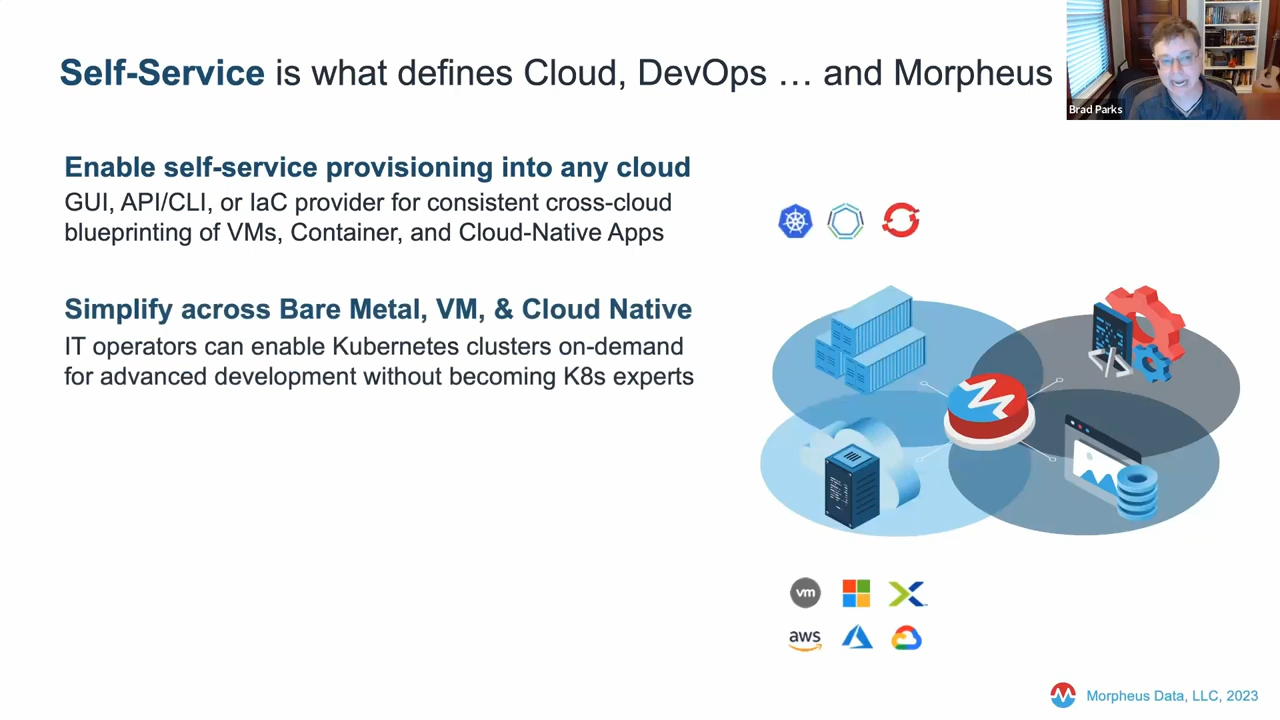 Self-Service is what defines Cloud, DevOps … and Morpheus
Brad Parks
Enable self-service provisioning into any cloud
GUI, API/CLI, or IaC provider for consistent cross-cloud
blueprinting of VMs, Container, and Cloud-Native Apps
Simplify across Bare Metal, VM, & Cloud Native
IT operators can enable Kubernetes clusters on-demand
for advanced development without becoming K8s experts
vm
aws
Morpheus Data, LLC, 2023